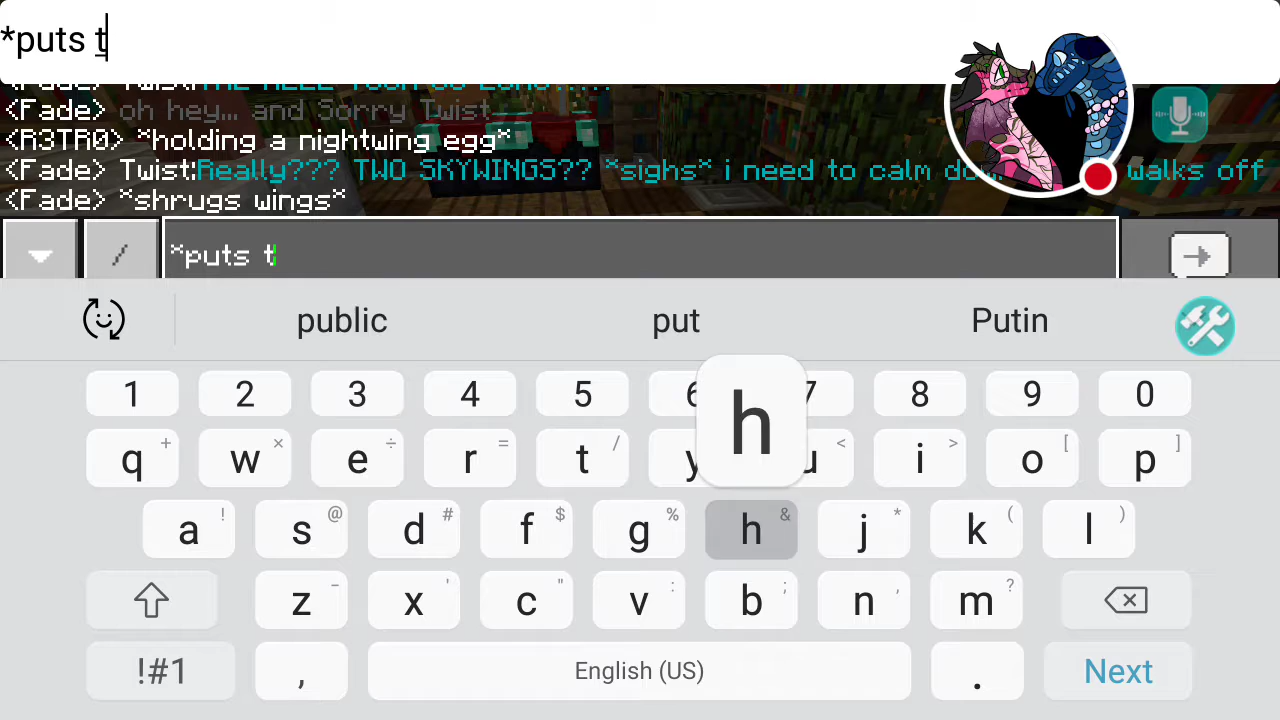 *puts t
<Fade> Twist:
<Fade> oh hey... and Sorry Twist
<R3TR0> *holding a nightwing egg*
<Fade> Twist:Really??? TWO SKYWINGS?? *sighs* i need to calm walks off
<Fade> *shrugs wings*
/ *puts t
public put Putin
1 2 3 4 5 6 7 8 9 0
h
q + w × e ÷ r = t / y u < i > o [ p ]
a ! s @ d # f $ g % h & j * k ( l )
z - x ' c " v : b ; n , m ?
!#1 , English (US) . Next